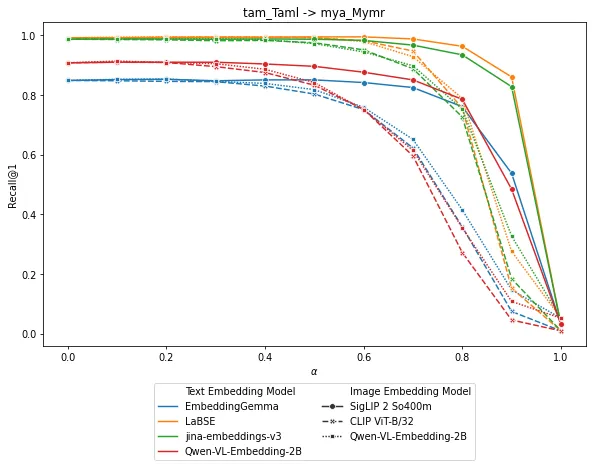 tam_Taml -> mya_Mymr
1.0
0.8
0.6
0.4
0.2
0.0
Recall@1
0.0 0.2 0.4 0.6 0.8 1.0
α
Text Embedding Model Image Embedding Model
EmbeddingGemma SigLIP 2 So400m
LaBSE CLIP ViT-B/32
jina-embeddings-v3 Qwen-VL-Embedding-2B
Qwen-VL-Embedding-2B